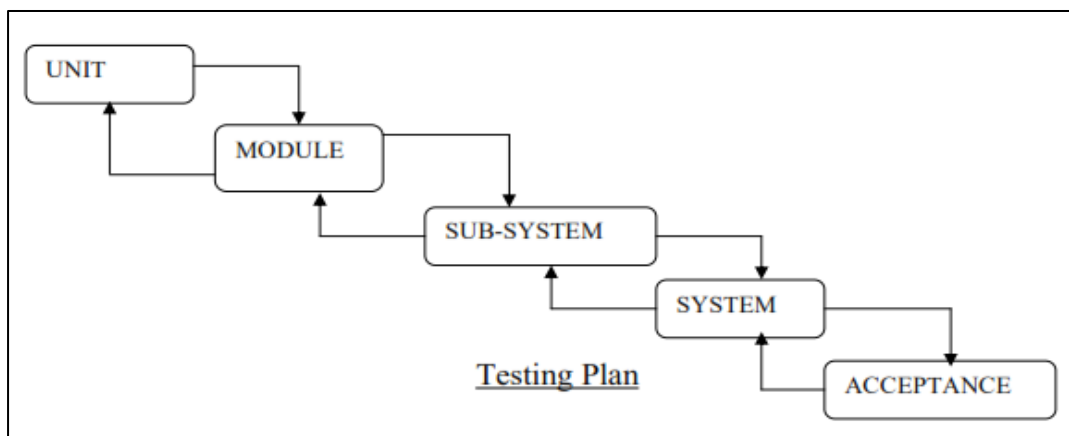 UNIT
MODULE
SUB-SYSTEM
SYSTEM
Testing Plan
ACCEPTANCE